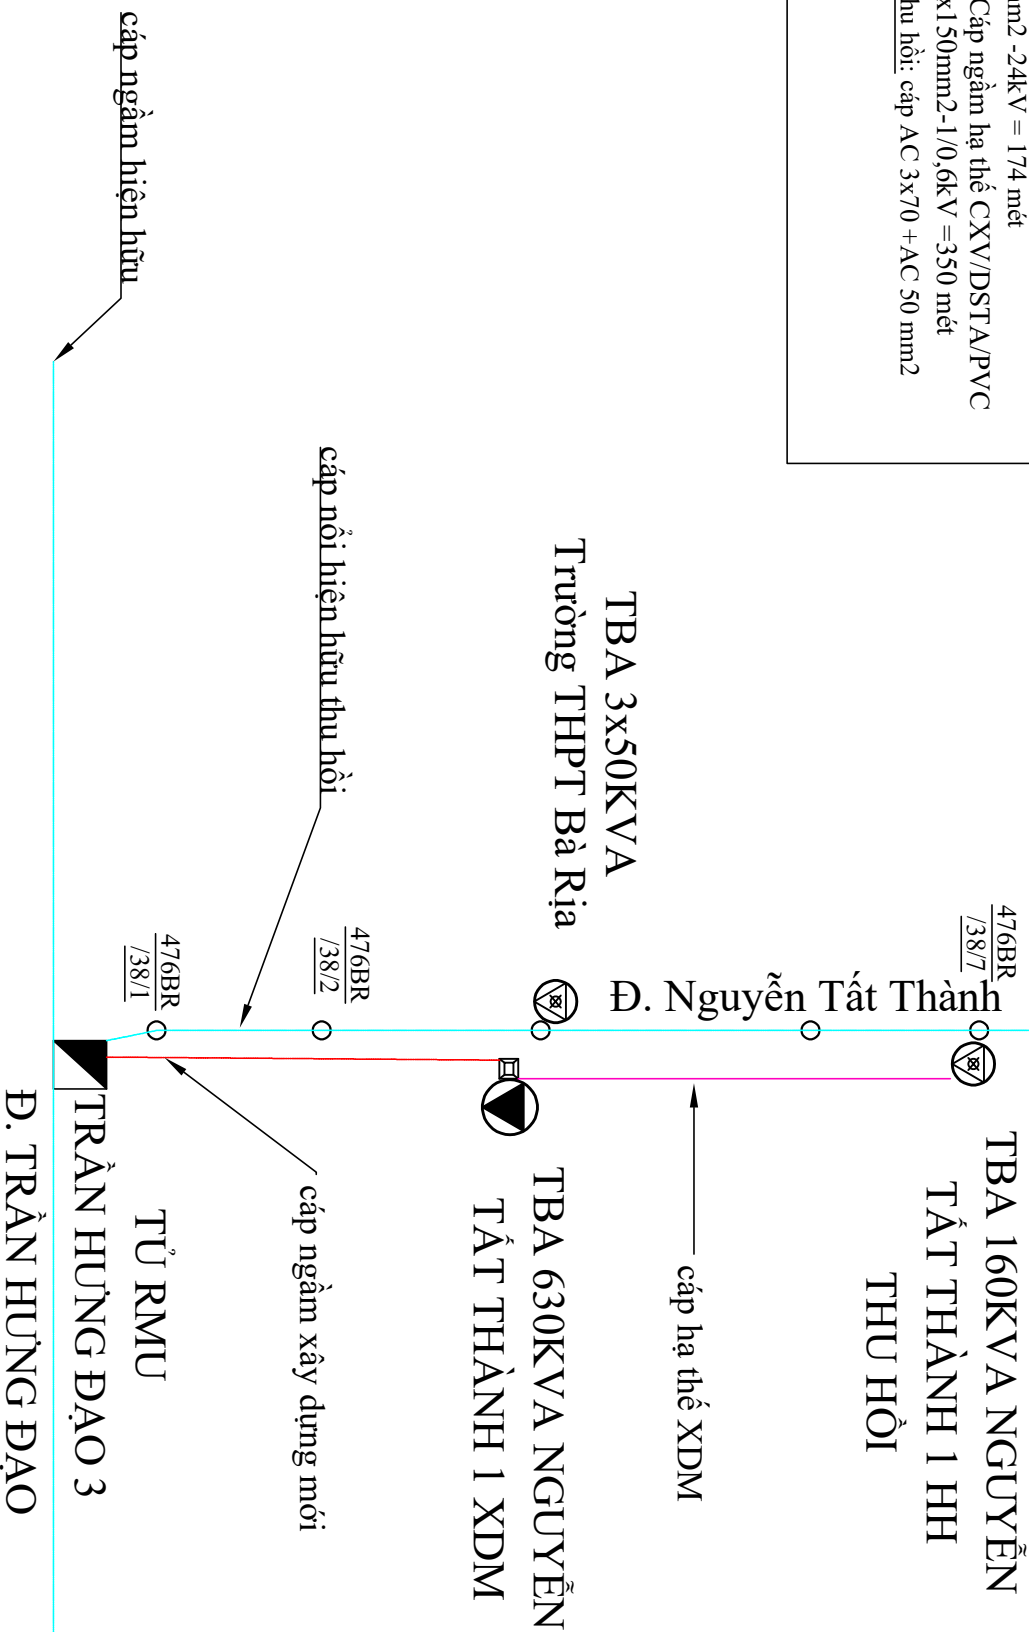 mm2 -24kV = 174 mét
Cáp ngầm hạ thế CXV/DSTA/PVC
x150mm2-1/0,6kV =350 mét
hu hồi: cáp AC 3x70 +AC 50 mm2
476BR
/38/7
Đ. Nguyễn Tất Thành
TBA 160KVA NGUYỄN
TẤT THÀNH 1 HH
THU HỒI
cáp hạ thế XDM
TBA 3x50KVA
Trường THPT Bà Rịa
TBA 630KVA NGUYỄN
TẤT THÀNH 1 XDM
cáp nổi hiện hữu thu hồi
476BR
/38/2
cáp ngầm xây dựng mới
476BR
/38/1
cáp ngầm hiện hữu
TỦ RMU
TRẦN HƯNG ĐẠO 3
Đ. TRẦN HƯNG ĐẠO